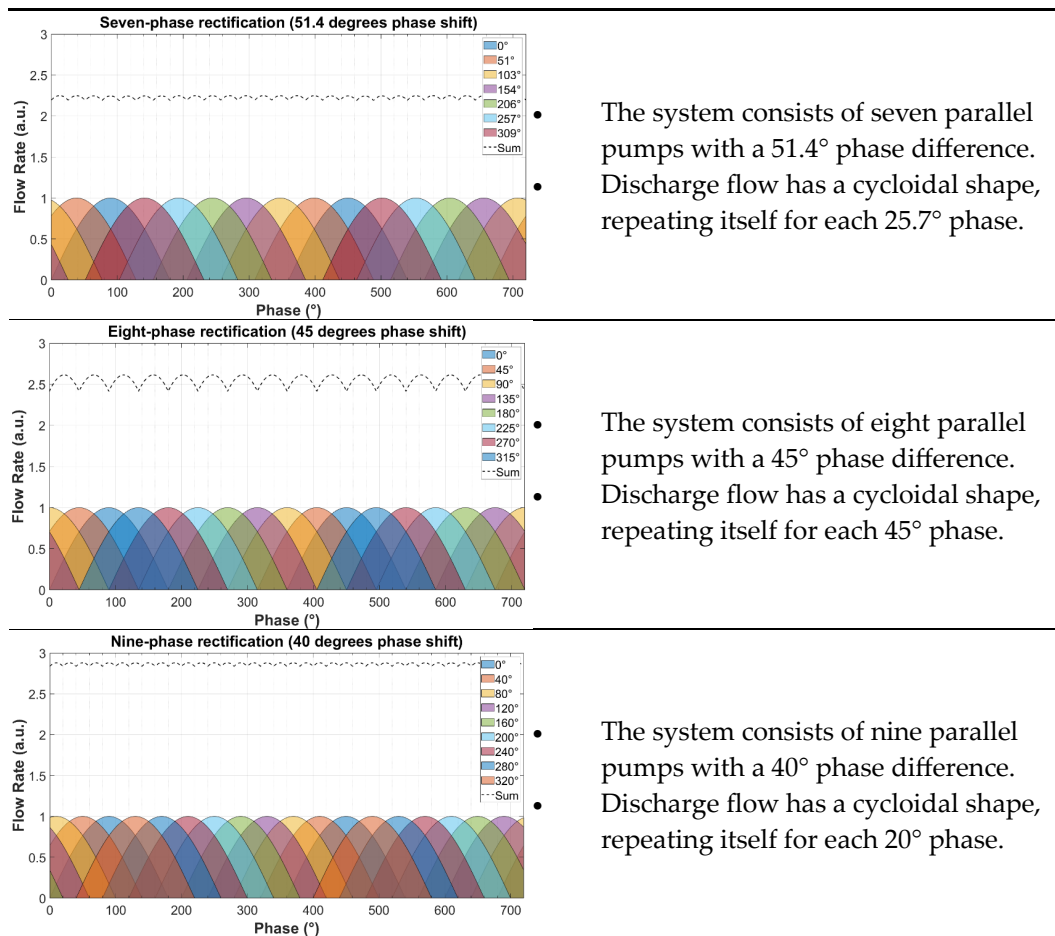 Seven-phase rectification (51.4 degrees phase shift)
3
2.5
2
1.5
1
0.5
0
Flow Rate (a.u.)
0°
51°
103°
154°
206°
257°
309°
Sum
0 100 200 300 400 500 600 700
Phase (°)
• The system consists of seven parallel
pumps with a 51.4° phase difference.
• Discharge flow has a cycloidal shape,
repeating itself for each 25.7° phase.
Eight-phase rectification (45 degrees phase shift)
3
2.5
2
1.5
1
0.5
0
Flow Rate (a.u.)
0°
45°
90°
135°
180°
225°
270°
315°
Sum
0 100 200 300 400 500 600 700
Phase (°)
• The system consists of eight parallel
pumps with a 45° phase difference.
• Discharge flow has a cycloidal shape,
repeating itself for each 45° phase.
Nine-phase rectification (40 degrees phase shift)
3
2.5
2
1.5
1
0.5
0
Flow Rate (a.u.)
0°
40°
80°
120°
160°
200°
240°
280°
320°
Sum
0 100 200 300 400 500 600 700
Phase (°)
• The system consists of nine parallel
pumps with a 40° phase difference.
• Discharge flow has a cycloidal shape,
repeating itself for each 20° phase.